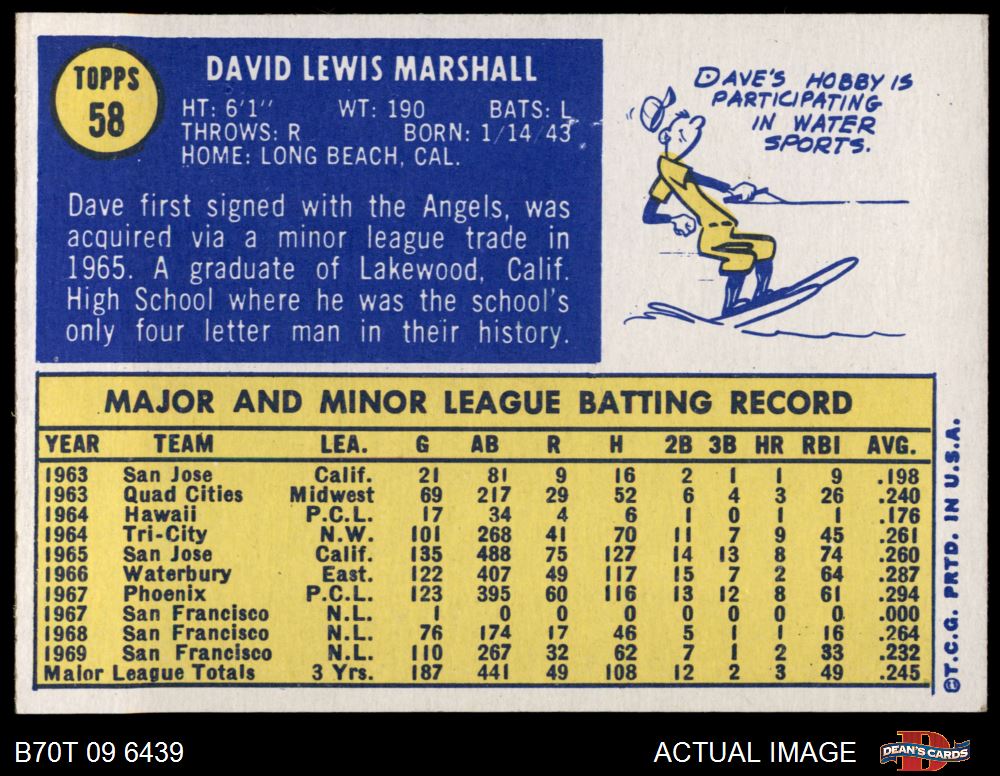 TOPPS
58
DAVID LEWIS MARSHALL
HT: 6'1" WT: 190 BATS: L
THROWS: R BORN: 1/14/43
HOME: LONG BEACH, CAL.
Dave first signed with the Angels, was
acquired via a minor league trade in
1965. A graduate of Lakewood, Calif.
High School where he was the school's
only four letter man in their history.
DAVE'S HOBBY IS
PARTICIPATING
IN WATER
SPORTS.
MAJOR AND MINOR LEAGUE BATTING RECORD
YEAR TEAM LEA. G AB R H 2B 3B HR RBI AVG.
1963 San Jose Calif. 21 81 9 16 2 1 1 9 .198
1963 Quad Cities Midwest 69 217 29 52 6 4 3 26 .240
1964 Hawaii P.C.L. 17 34 4 6 1 0 1 1 .176
1964 Tri-City N.W. 101 268 41 70 11 7 9 45 .261
1965 San Jose Calif. 135 488 75 127 14 13 8 74 .260
1966 Waterbury East. 122 407 49 117 15 7 2 64 .287
1967 Phoenix P.C.L. 123 395 60 116 13 12 8 61 .294
1967 San Francisco N.L. 1 0 0 0 0 0 0 0 .000
1968 San Francisco N.L. 76 174 17 46 5 1 1 16 .264
1969 San Francisco N.L. 110 267 32 62 7 1 2 33 .232
Major League Totals 3 Yrs. 187 441 49 108 12 2 3 49 .245
©T.C.G. PRTD. IN U.S.A.
B70T 09 6439
ACTUAL IMAGE
D
DEAN'S CARDS